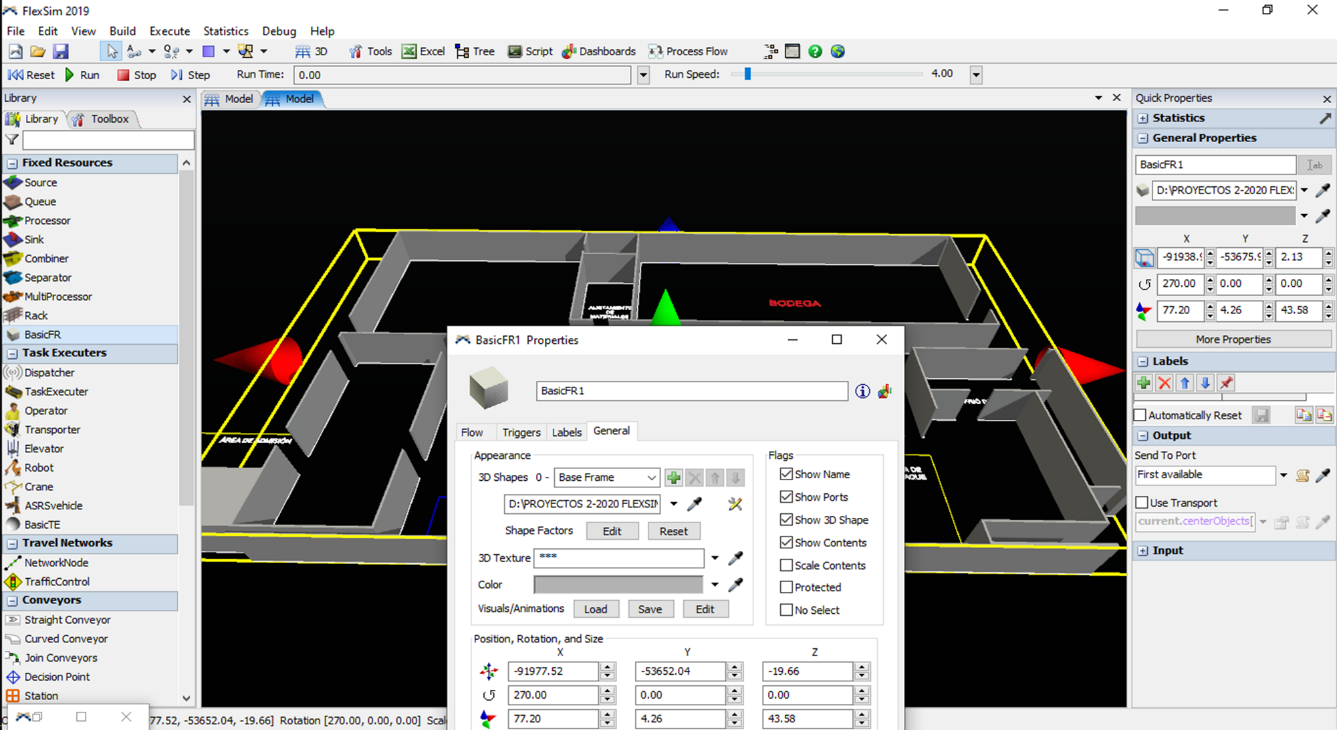 FlexSim 2019
File Edit View Build Execute Statistics Debug Help
3D Tools Excel Tree Script Dashboards Process Flow
Reset Run Stop Step Run Time: 0.00 Run Speed: 4.00
Library
Library Toolbox
Fixed Resources
Source
Queue
Processor
Sink
Combiner
Separator
MultiProcessor
Rack
BasicFR
Task Executers
Dispatcher
TaskExecuter
Operator
Transporter
Elevator
Robot
Crane
ASRSvehicle
BasicTE
Travel Networks
NetworkNode
TrafficControl
Conveyors
Straight Conveyor
Curved Conveyor
Join Conveyors
Decision Point
Station
Model Model
BODEGA
DE
MATERIALES
ÁREA DE ADMISIÓN
DE
77.52, -53652.04, -19.66] Rotation [270.00, 0.00, 0.00] Scal
BasicFR1 Properties
BasicFR1
Flow Triggers Labels General
Appearance
3D Shapes 0 - Base Frame
D:\PROYECTOS 2-2020 FLEXSIM
Shape Factors Edit Reset
3D Texture ***
Color
Visuals/Animations Load Save Edit
Flags
Show Name
Show Ports
Show 3D Shape
Show Contents
Scale Contents
Protected
No Select
Position, Rotation, and Size
X Y Z
-91977.52 -53652.04 -19.66
270.00 0.00 0.00
77.20 4.26 43.58
Quick Properties
Statistics
General Properties
BasicFR1
D:\PROYECTOS 2-2020 FLEX
X Y Z
-91938.9 -53675.9 2.13
270.00 0.00 0.00
77.20 4.26 43.58
More Properties
Labels
Automatically Reset
Output
Send To Port
First available
Use Transport
current.centerObjects[
Input